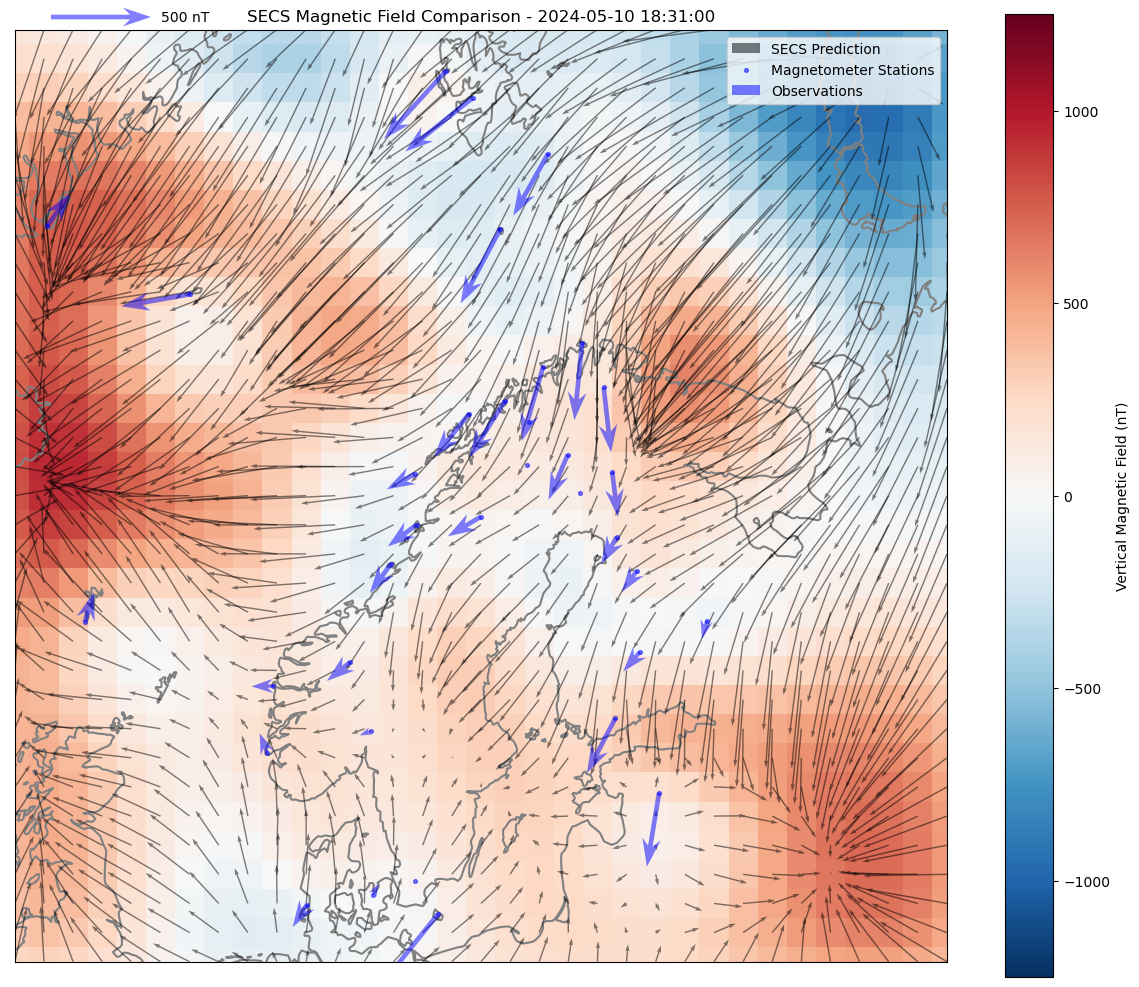 500 nT
SECS Magnetic Field Comparison - 2024-05-10 18:31:00
SECS Prediction
Magnetometer Stations
Observations
1000
500
0
−500
−1000
Vertical Magnetic Field (nT)